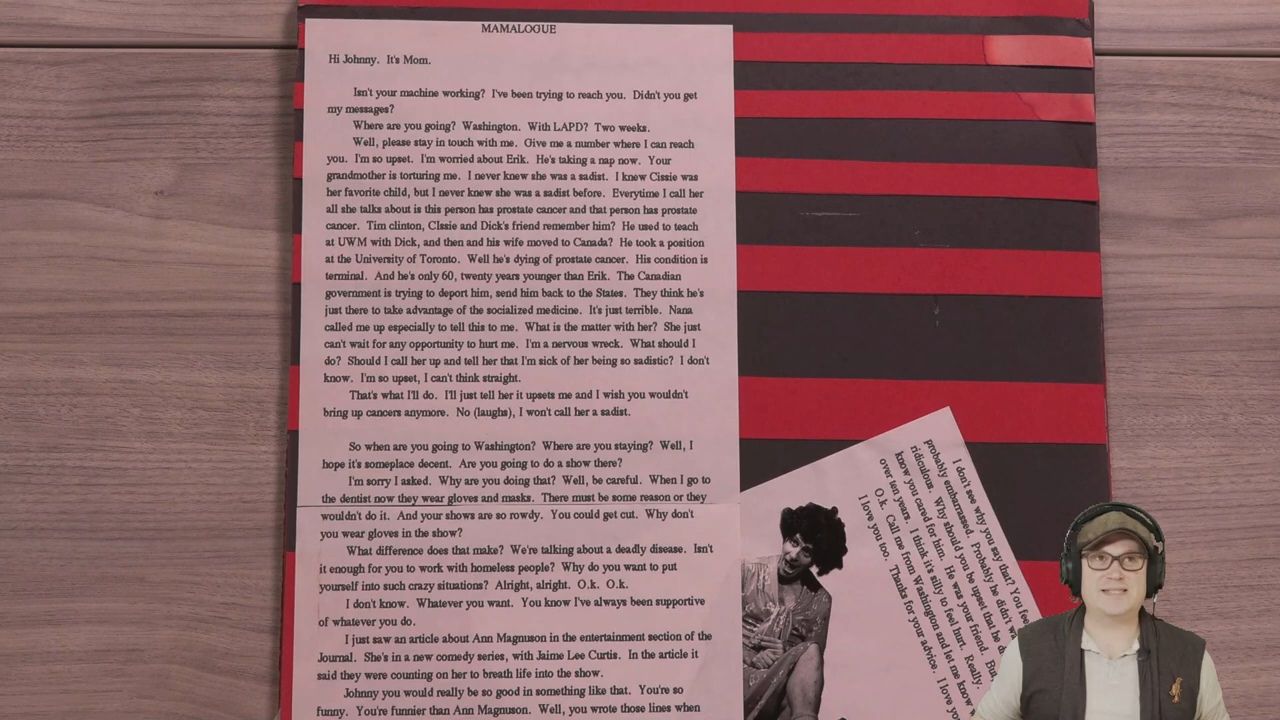 MAMALOGUE
Hi Johnny. It's Mom.
Isn't your machine working? I've been trying to reach you. Didn't you get
my messages?
Where are you going? Washington. With LAPD? Two weeks.
Well, please stay in touch with me. Give me a number where I can reach
you. I'm so upset. I'm worried about Erik. He's taking a nap now. Your
grandmother is torturing me. I never knew she was a sadist. I knew Cissie was
her favorite child, but I never knew she was a sadist before. Everytime I call her
all she talks about is this person has prostate cancer and that person has prostate
cancer. Tim clinton, CIssie and Dick's friend remember him? He used to teach
at UWM with Dick, and then and his wife moved to Canada? He took a position
at the University of Toronto. Well he's dying of prostate cancer. His condition is
terminal. And he's only 60, twenty years younger than Erik. The Canadian
government is trying to deport him, send him back to the States. They think he's
just there to take advantage of the socialized medicine. It's just terrible. Nana
called me up especially to tell this to me. What is the matter with her? She just
can't wait for any opportunity to hurt me. I'm a nervous wreck. What should I
do? Should I call her up and tell her that I'm sick of her being so sadistic? I don't
know. I'm so upset, I can't think straight.
That's what I'll do. I'll just tell her it upsets me and I wish you wouldn't
bring up cancers anymore. No (laughs), I won't call her a sadist.
So when are you going to Washington? Where are you staying? Well, I
hope it's someplace decent. Are you going to do a show there?
I'm sorry I asked. Why are you doing that? Well, be careful. When I go to
the dentist now they wear gloves and masks. There must be some reason or they
wouldn't do it. And your shows are so rowdy. You could get cut. Why don't
you wear gloves in the show?
What difference does that make? We're talking about a deadly disease. Isn't
it enough for you to work with homeless people? Why do you want to put
yourself into such crazy situations? Alright, alright. O.k. O.k.
I don't know. Whatever you want. You know I've always been supportive
of whatever you do.
I just saw an article about Ann Magnuson in the entertainment section of the
Journal. She's in a new comedy series, with Jaime Lee Curtis. In the article it
said they were counting on her to breath life into the show.
Johnny you would really be so good in something like that. You're so
funny. You're funnier than Ann Magnuson. Well, you wrote those lines when
I don't see why you say that? You
probably embarrassed. Probably he didn't
ridiculous. Why should you be upset that he
know you cared for him. He was your friend.
over ten years. I think it's silly to feel hurt. Really.
O.k. Call me from Washington and let me know
I love you too. Thanks for your advice. I love